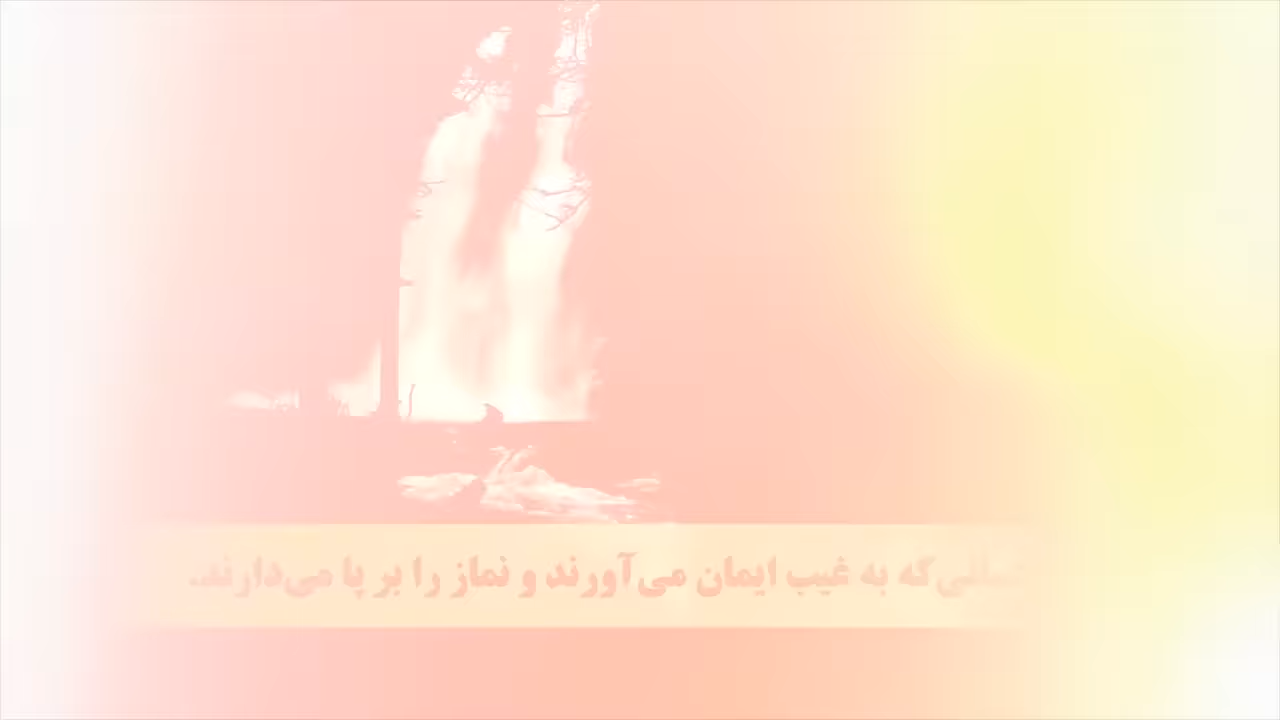 که به غیب ایمان می‌آورند و نماز را بر پا می‌دارند.